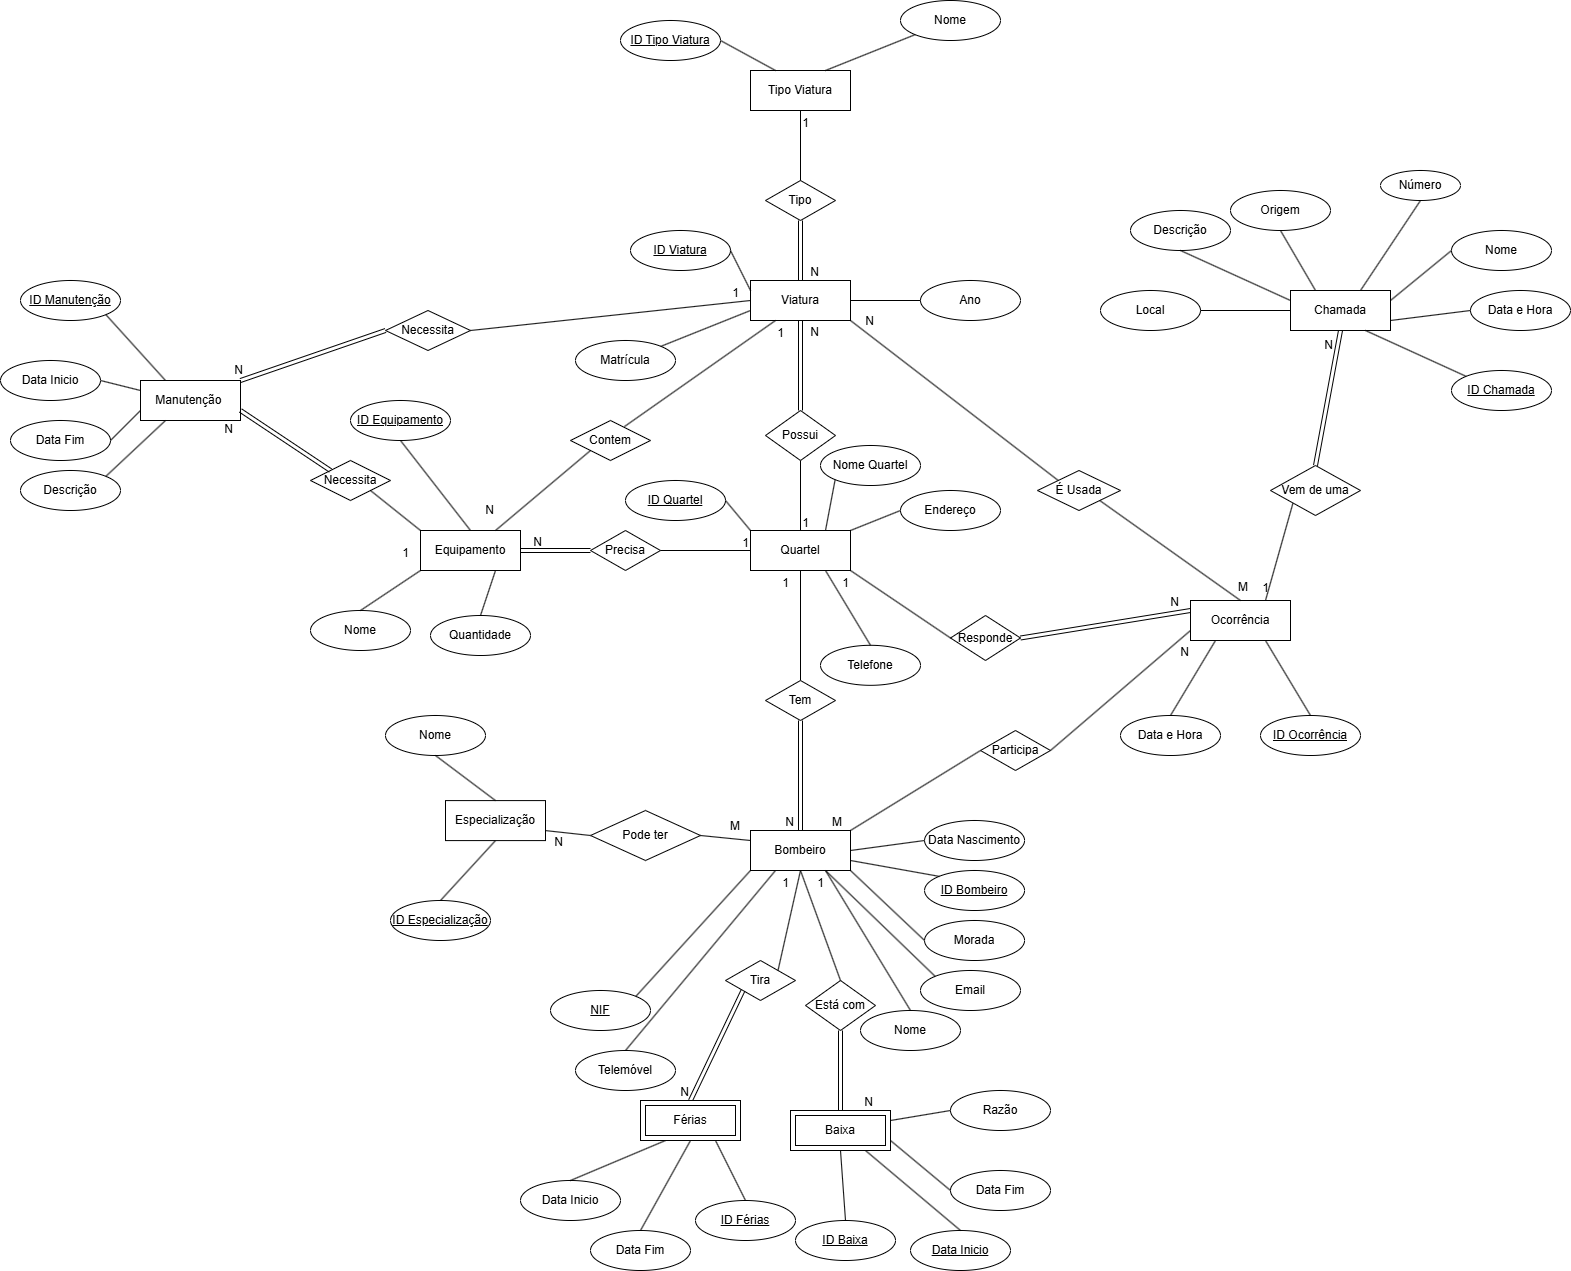 Nome
ID Tipo Viatura
Tipo Viatura
1
Tipo
Número
Origem
Descrição
ID Viatura
Nome
N
1
ID Manutenção
Viatura
Ano
Local
Chamada
Data e Hora
N
Necessita
1
N
N
Matrícula
N
Data Inicio
Manutenção
ID Chamada
N
ID Equipamento
Data Fim
Contem
Possui
Nome Quartel
Descrição
Necessita
ID Quartel
É Usada
Vem de uma
N
Endereço
1
N
1
1
Equipamento
Precisa
Quartel
1
1
M
1
N
Nome
Quantidade
Responde
Ocorrência
N
Telefone
Tem
Nome
Data e Hora
ID Ocorrência
Participa
Especialização
N
M
M
Pode ter
N
Bombeiro
Data Nascimento
1
1
ID Bombeiro
ID Especialização
Morada
Tira
Email
Está com
NIF
Nome
Telemóvel
N
N
Férias
Baixa
Razão
Data Inicio
Data Fim
ID Férias
ID Baixa
Data Fim
Data Inicio